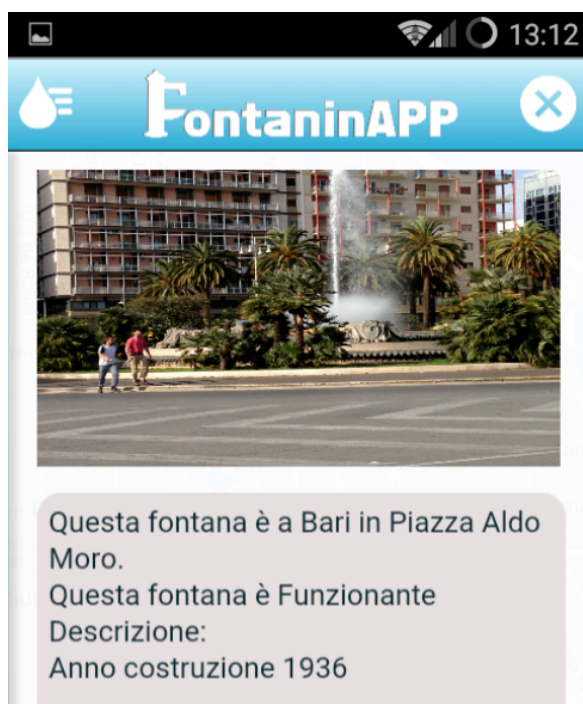 13:12
FontaninAPP
Questa fontana è a Bari in Piazza Aldo
Moro.
Questa fontana è Funzionante
Descrizione:
Anno costruzione 1936